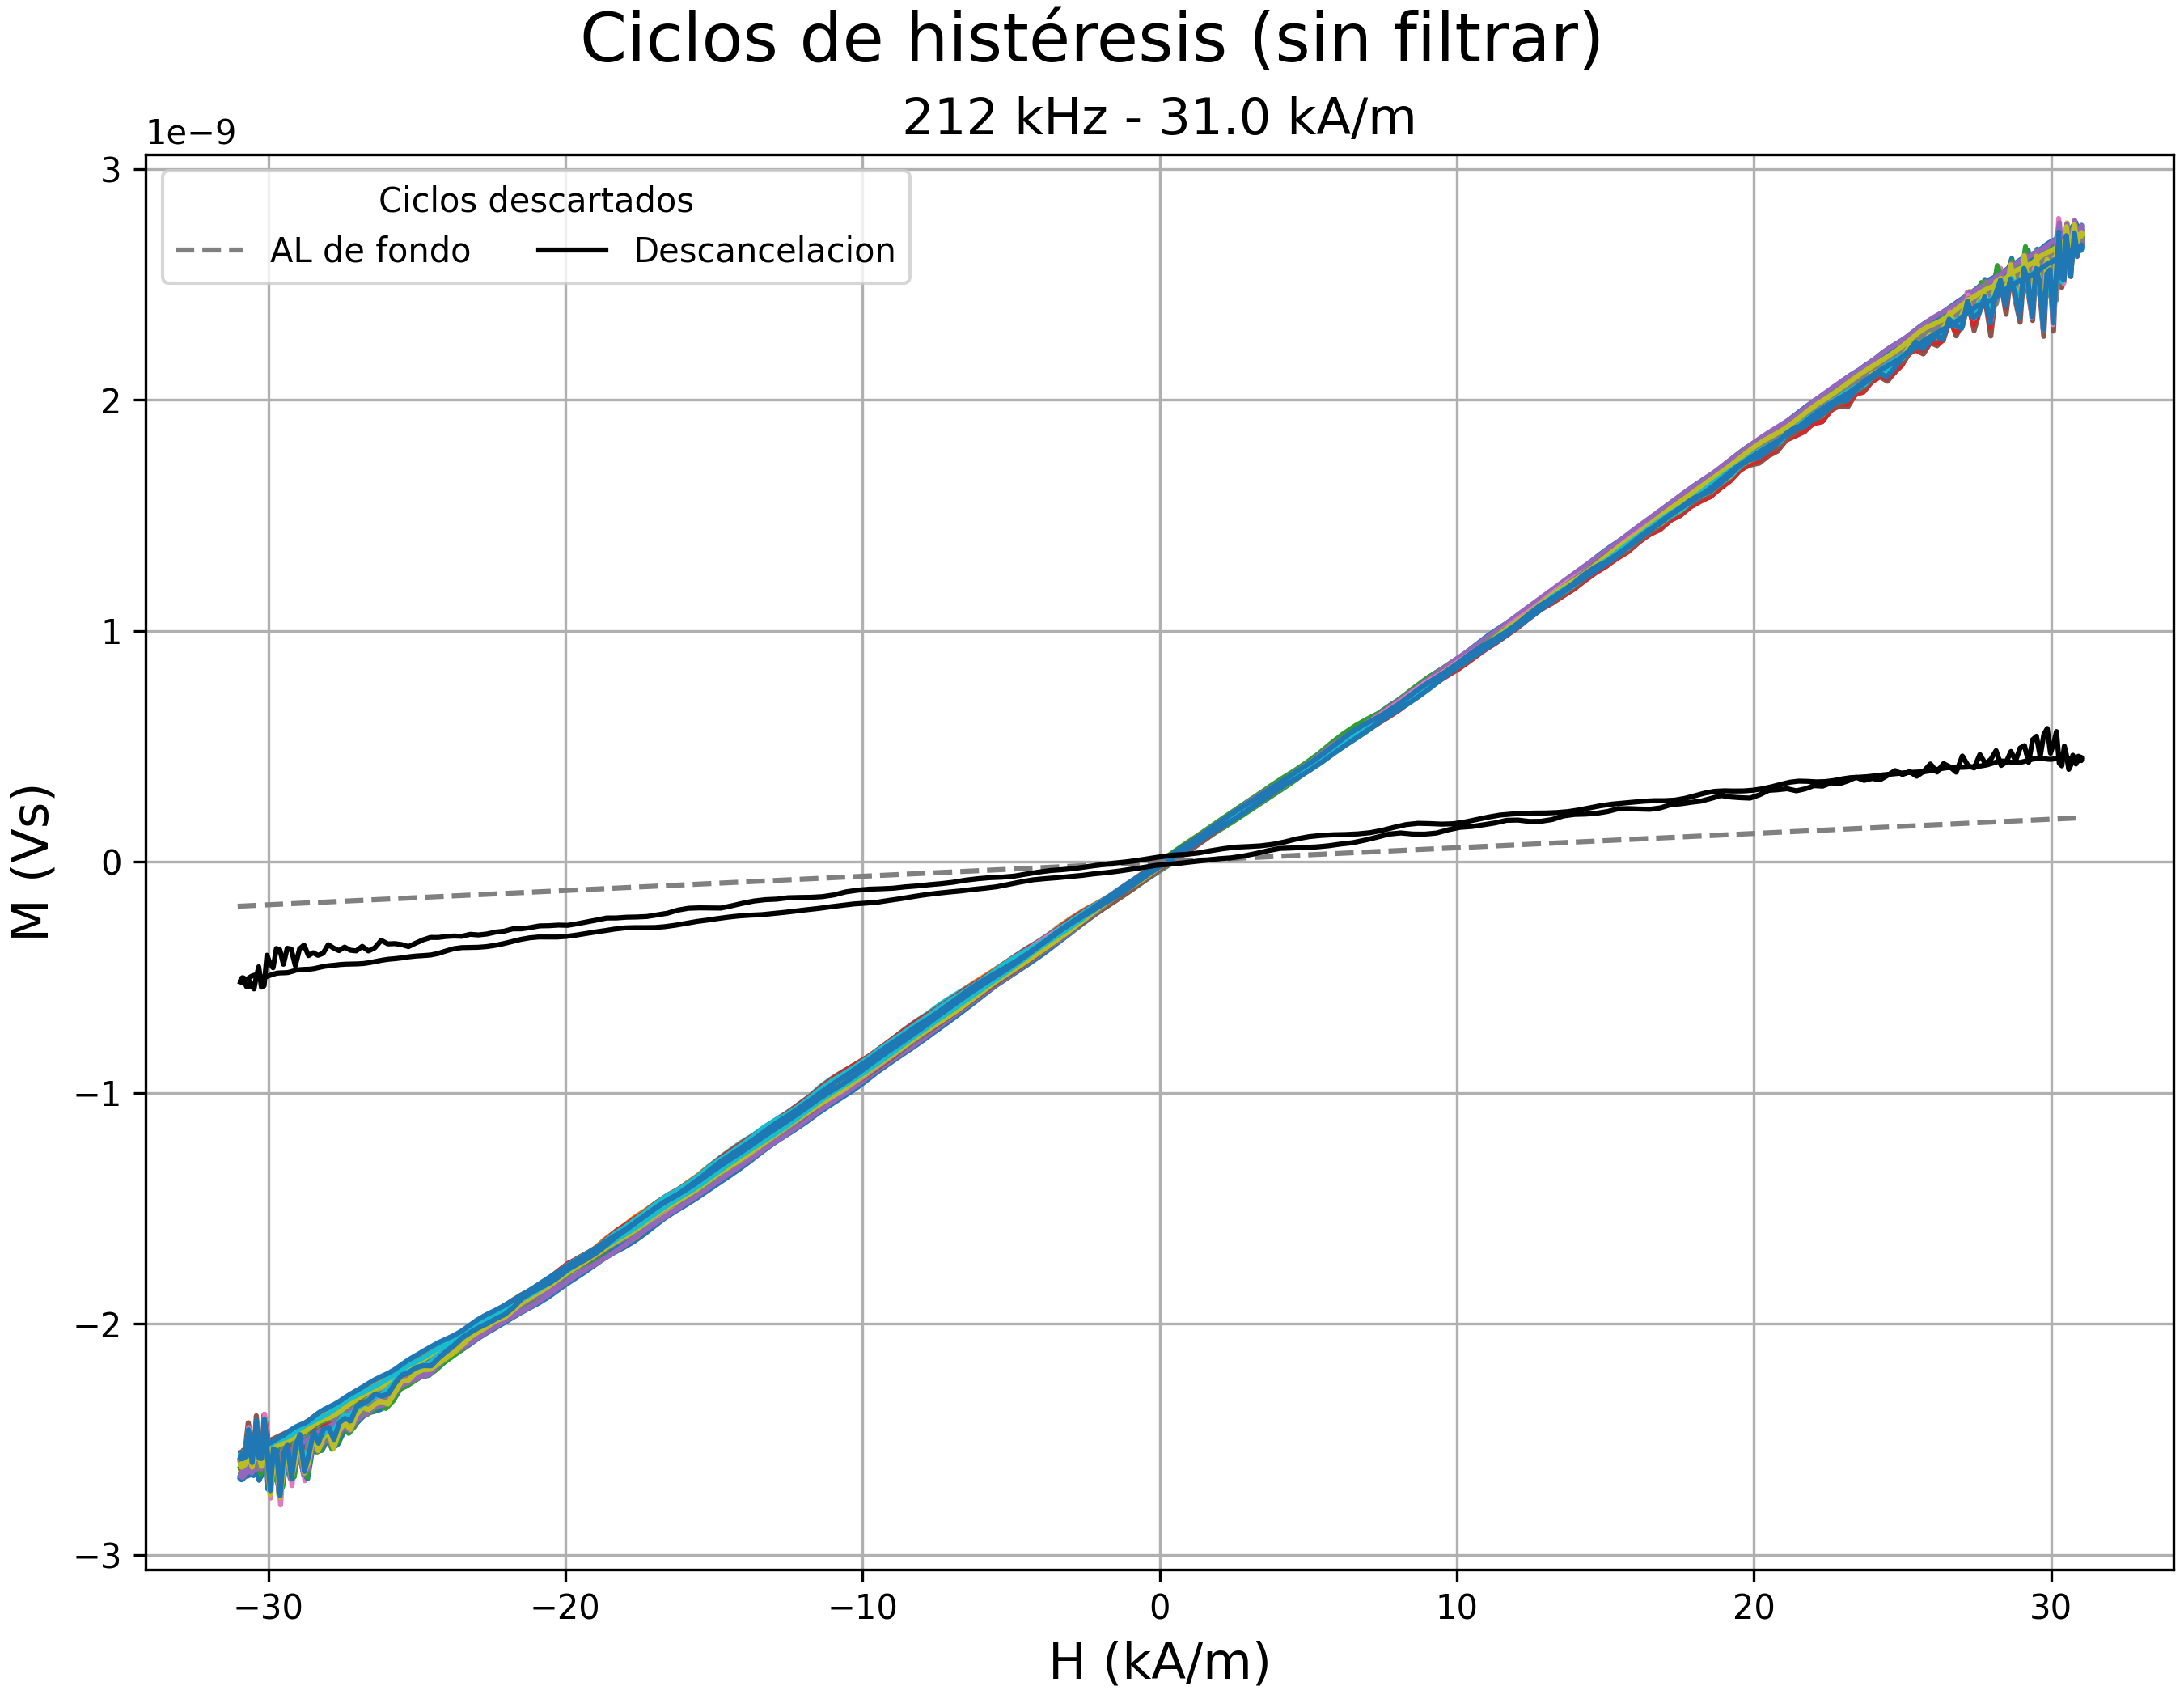 Ciclos de histéresis (sin filtrar)
212 kHz - 31.0 kA/m
1e−9
Ciclos descartados
AL de fondo
Descancelacion
3
2
1
0
−1
−2
−3
M (Vs)
−30
−20
−10
0
10
20
30
H (kA/m)